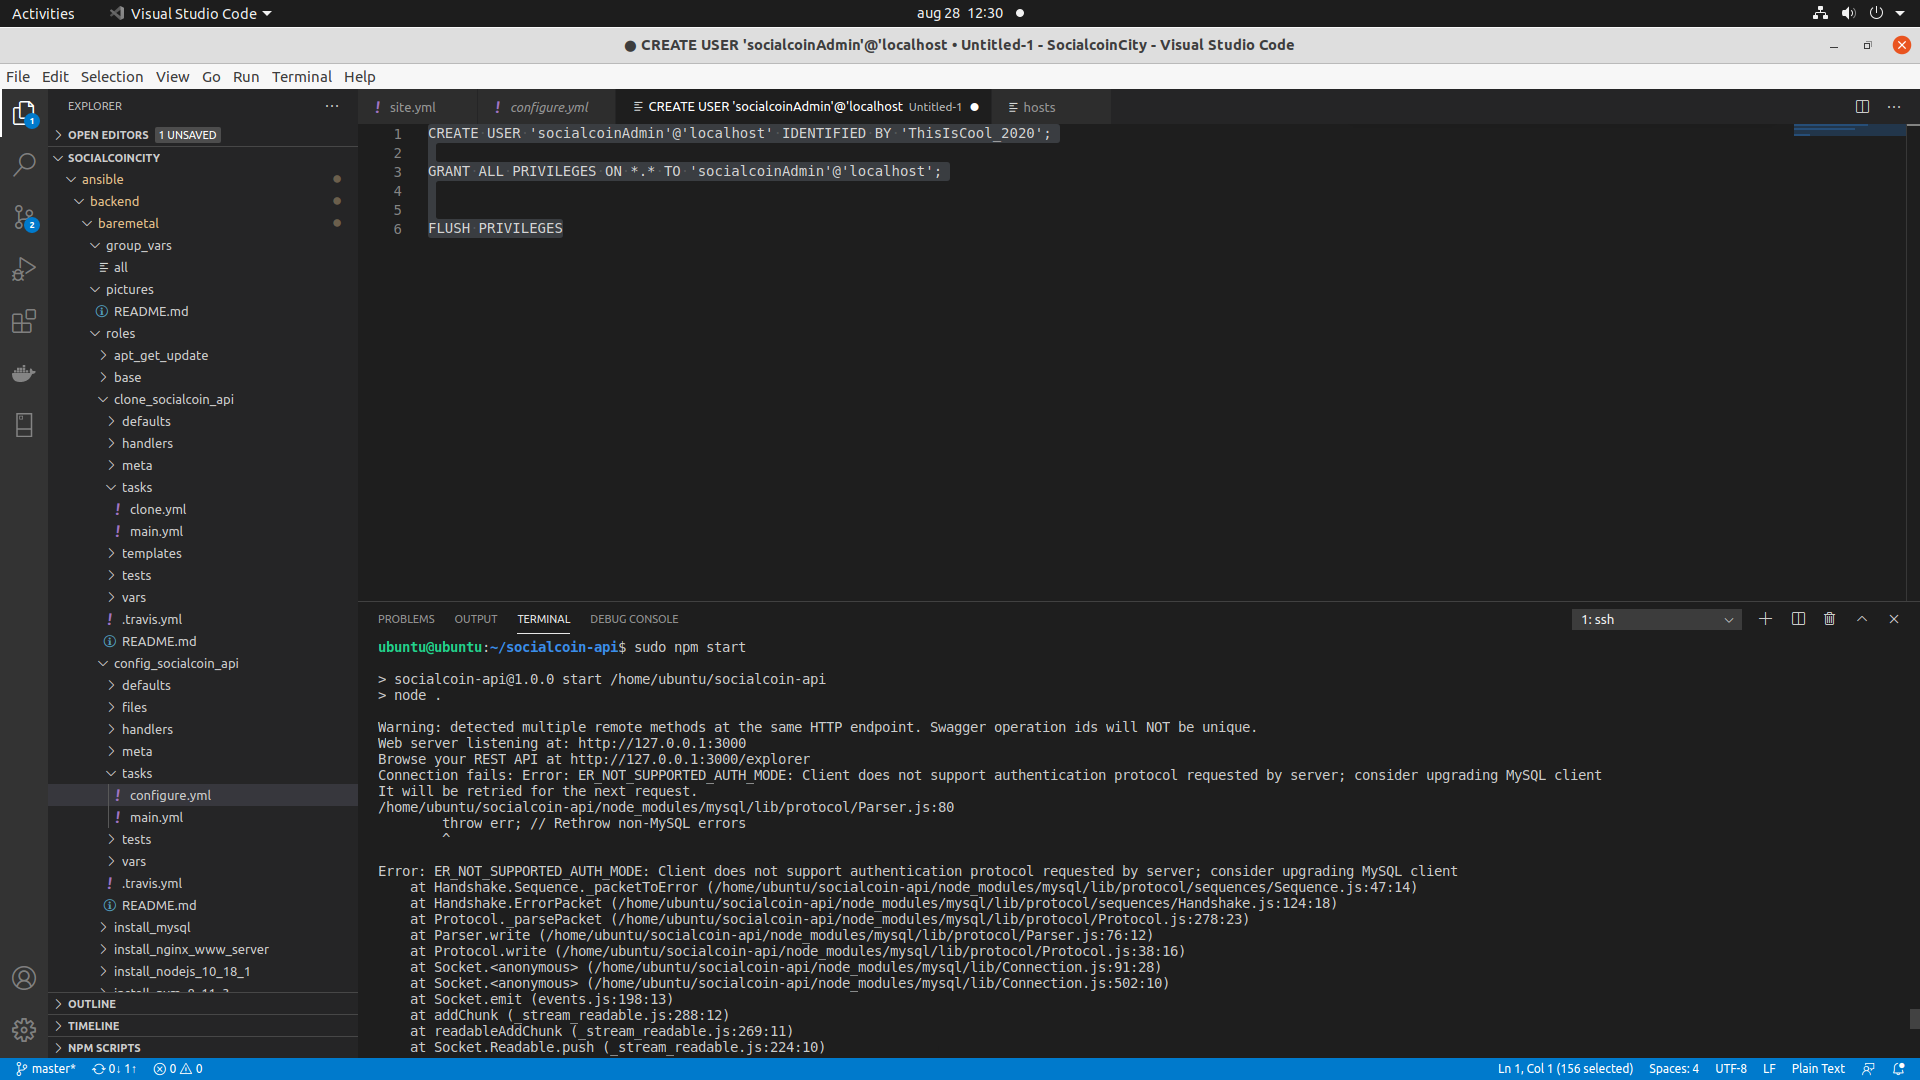 Activities
Visual Studio Code
aug 28 12:30
● CREATE USER 'socialcoinAdmin'@'localhost • Untitled-1 - SocialcoinCity - Visual Studio Code
File Edit Selection View Go Run Terminal Help
EXPLORER
OPEN EDITORS 1 UNSAVED
SOCIALCOINCITY
ansible
backend
baremetal
group_vars
all
pictures
README.md
roles
apt_get_update
base
clone_socialcoin_api
defaults
handlers
meta
tasks
clone.yml
main.yml
templates
tests
vars
.travis.yml
README.md
config_socialcoin_api
defaults
files
handlers
meta
tasks
configure.yml
main.yml
tests
vars
.travis.yml
README.md
install_mysql
install_nginx_www_server
install_nodejs_10_18_1
OUTLINE
TIMELINE
NPM SCRIPTS
1
2
site.yml
configure.yml
CREATE USER 'socialcoinAdmin'@'localhost Untitled-1 ●
hosts
1 CREATE USER 'socialcoinAdmin'@'localhost' IDENTIFIED BY 'ThisIsCool_2020';
2
3 GRANT ALL PRIVILEGES ON *.* TO 'socialcoinAdmin'@'localhost';
4
5
6 FLUSH PRIVILEGES
PROBLEMS OUTPUT TERMINAL DEBUG CONSOLE
1: ssh
ubuntu@ubuntu:~/socialcoin-api$ sudo npm start
> socialcoin-api@1.0.0 start /home/ubuntu/socialcoin-api
> node .
Warning: detected multiple remote methods at the same HTTP endpoint. Swagger operation ids will NOT be unique.
Web server listening at: http://127.0.0.1:3000
Browse your REST API at http://127.0.0.1:3000/explorer
Connection fails: Error: ER_NOT_SUPPORTED_AUTH_MODE: Client does not support authentication protocol requested by server; consider upgrading MySQL client
It will be retried for the next request.
/home/ubuntu/socialcoin-api/node_modules/mysql/lib/protocol/Parser.js:80
throw err; // Rethrow non-MySQL errors
^
Error: ER_NOT_SUPPORTED_AUTH_MODE: Client does not support authentication protocol requested by server; consider upgrading MySQL client
at Handshake.Sequence._packetToError (/home/ubuntu/socialcoin-api/node_modules/mysql/lib/protocol/sequences/Sequence.js:47:14)
at Handshake.ErrorPacket (/home/ubuntu/socialcoin-api/node_modules/mysql/lib/protocol/sequences/Handshake.js:124:18)
at Protocol._parsePacket (/home/ubuntu/socialcoin-api/node_modules/mysql/lib/protocol/Protocol.js:278:23)
at Parser.write (/home/ubuntu/socialcoin-api/node_modules/mysql/lib/protocol/Parser.js:76:12)
at Protocol.write (/home/ubuntu/socialcoin-api/node_modules/mysql/lib/protocol/Protocol.js:38:16)
at Socket.<anonymous> (/home/ubuntu/socialcoin-api/node_modules/mysql/lib/Connection.js:91:28)
at Socket.<anonymous> (/home/ubuntu/socialcoin-api/node_modules/mysql/lib/Connection.js:502:10)
at Socket.emit (events.js:198:13)
at addChunk (_stream_readable.js:288:12)
at readableAddChunk (_stream_readable.js:269:11)
at Socket.Readable.push (_stream_readable.js:224:10)
master* 0↓ 1↑ 0 0
Ln 1, Col 1 (156 selected) Spaces: 4 UTF-8 LF Plain Text